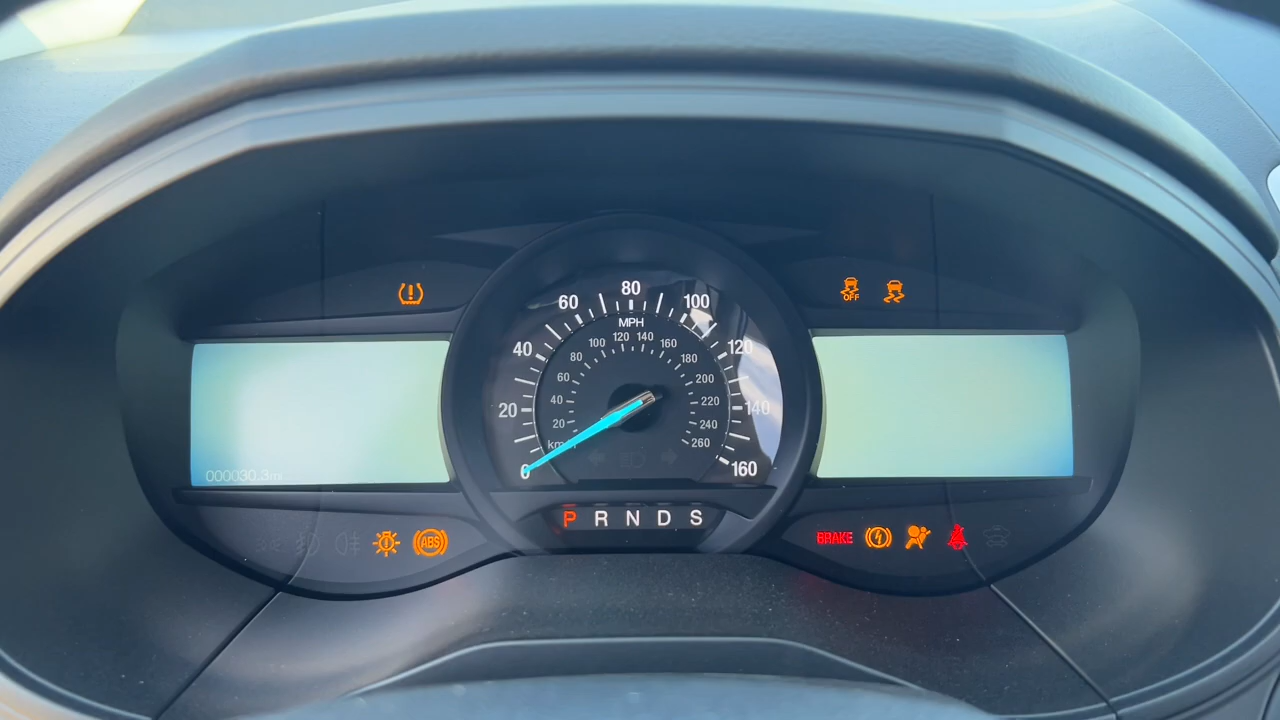 80
60 100
MPH
120 140
100 160
40 120
80 180
60 200
40 220
20 140
20 240
km/h 260
0 160
000030.3 mi
P R N D S
OFF
ABS
BRAKE